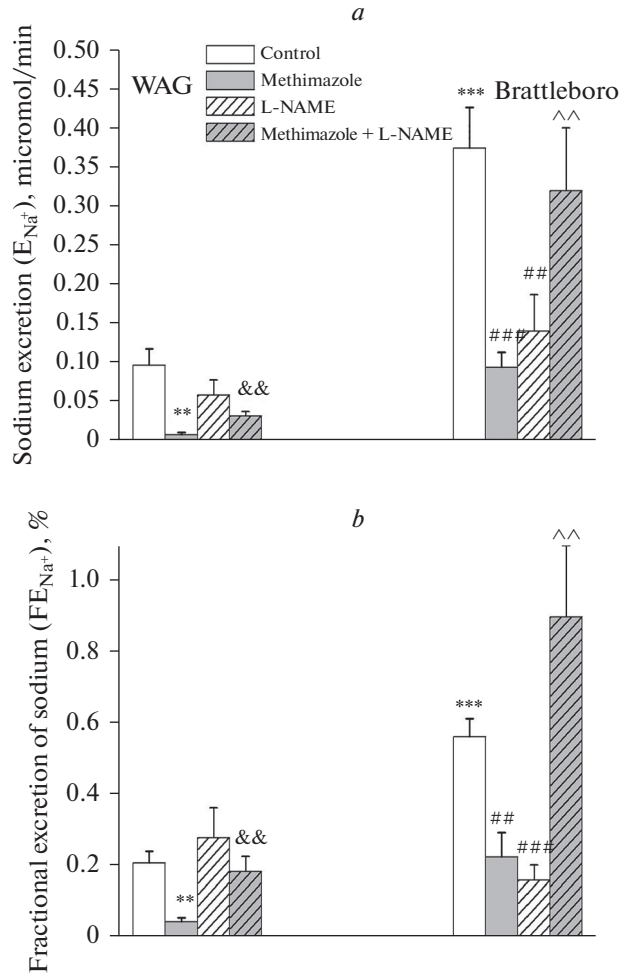 a
Sodium excretion (E_Na+), micromol/min
0.50
0.45
0.40
0.35
0.30
0.25
0.20
0.15
0.10
0.05
0
WAG
Control
Methimazole
L-NAME
Methimazole + L-NAME
Brattleboro
**
&&
***
###
##
^^
b
Fractional excretion of sodium (FE_Na+), %
1.0
0.8
0.6
0.4
0.2
0
**
&&
***
##
###
^^